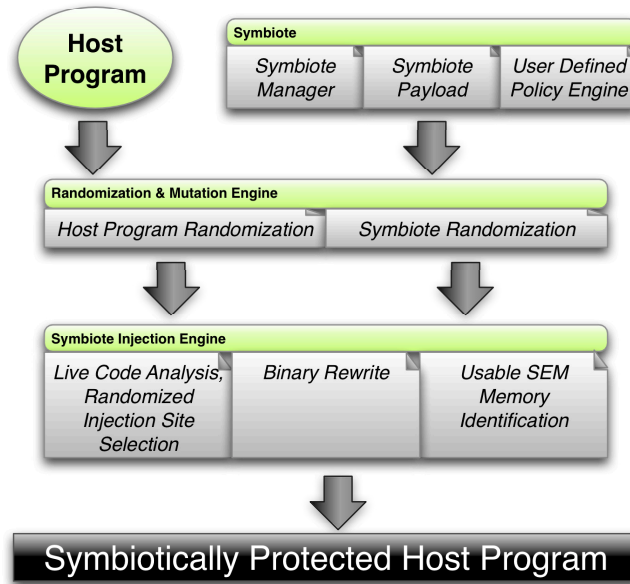 Host
Program
Symbiote
Symbiote
Manager
Symbiote
Payload
User Defined
Policy Engine
Randomization & Mutation Engine
Host Program Randomization
Symbiote Randomization
Symbiote Injection Engine
Live Code Analysis,
Randomized
Injection Site
Selection
Binary Rewrite
Usable SEM
Memory
Identification
Symbiotically Protected Host Program